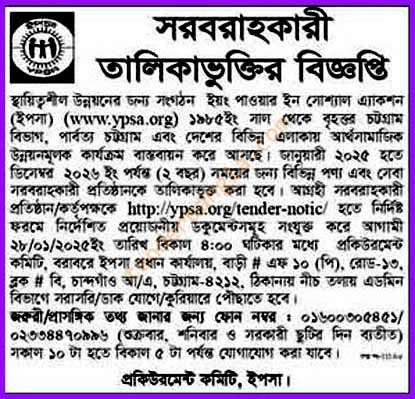 সরবরাহকারী
তালিকাভুক্তির বিজ্ঞপ্তি
স্থায়িত্বশীল উন্নয়নের জন্য সংগঠন ইয়ং পাওয়ার ইন সোশ্যাল এ্যাকশন
(ইপসা) (www.ypsa.org) ১৯৮৫ইং সাল থেকে বৃহত্তর চট্টগ্রাম
বিভাগ, পার্বত্য চট্টগ্রাম এবং দেশের বিভিন্ন এলাকায় আর্থসামাজিক
উন্নয়নমূলক কার্যক্রম বাস্তবায়ন করে আসছে। জানুয়ারী ২০২৫ হতে
ডিসেম্বর ২০২৬ ইং পর্যন্ত (২ বছর) সময়ের জন্য বিভিন্ন পণ্য এবং সেবা
সরবরাহকারী প্রতিষ্ঠানকে তালিকাভুক্ত করা হবে। আগ্রহী সরবরাহকারী
প্রতিষ্ঠান/কর্তৃপক্ষকে http://ypsa.org/tender-notic/ হতে নির্দিষ্ট
ফরমে নির্দেশিত প্রয়োজনীয় ডকুমেন্টসমূহ সংযুক্ত করে আগামী
২৮/০১/২০২৫ইং তারিখ বিকাল ৪:০০ ঘটিকার মধ্যে প্রকিউরমেন্ট
কমিটি, বরাবরে ইপসা প্রধান কার্যালয়, বাড়ী # এফ ১০ (পি), রোড-১৩,
ব্লক # বি, চান্দগাঁও আ/এ, চট্টগ্রাম-৪২১২, ঠিকানায় নীচ তলায় এডমিন
বিভাগে সরাসরি/ডাক যোগে/কুরিয়ারে পৌঁছাতে হবে।
জরুরী/প্রাসঙ্গিক তথ্য জানার জন্য ফোন নম্বর : ০১৬০০৩০৫৪৫১/
০২৩৩৪৪৭০৯৯৬ (শুক্রবার, শনিবার ও সরকারী ছুটির দিন ব্যতীত)
সকাল ১০ টা হতে বিকাল ৫ টা পর্যন্ত যোগাযোগ করা যাবে।
প্রকিউরমেন্ট কমিটি, ইপসা।